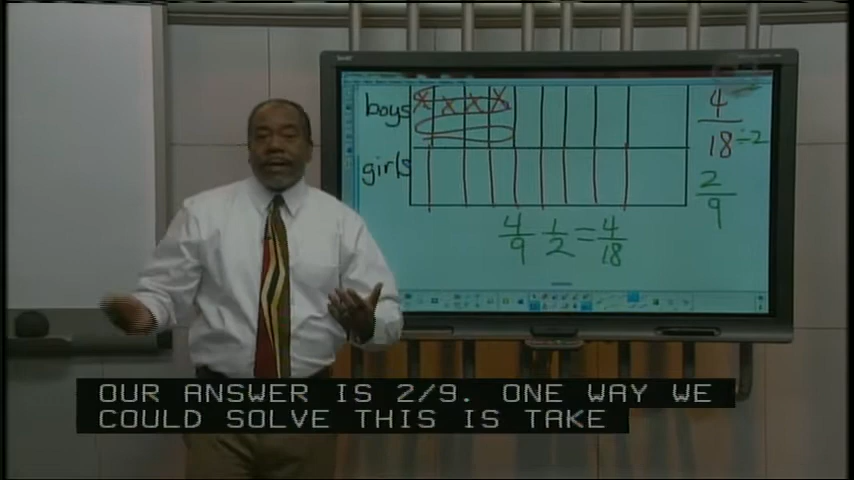 boys
girls
4
18 ÷2
2
9
4/9 1/2 = 4/18
OUR ANSWER IS 2/9. ONE WAY WE
COULD SOLVE THIS IS TAKE